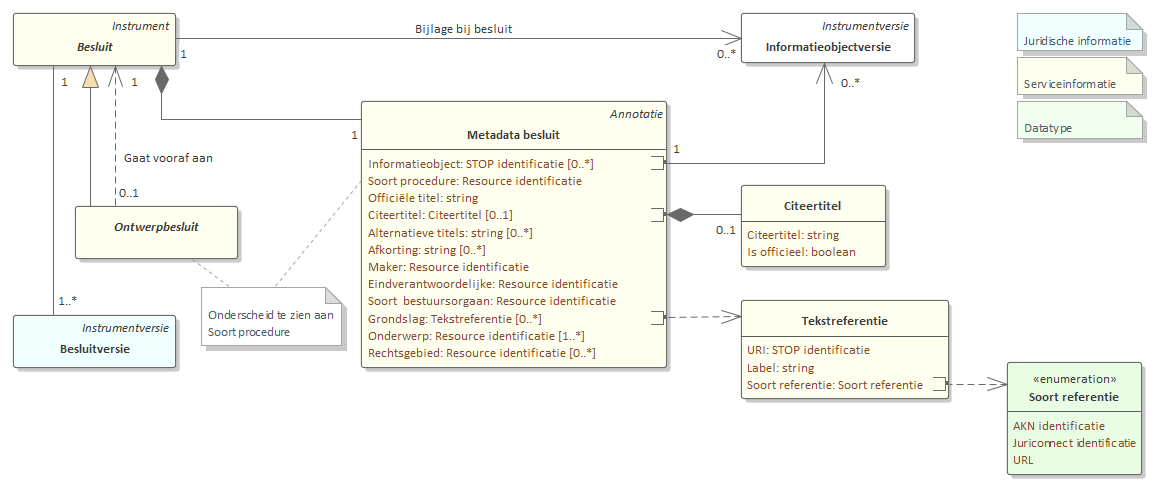 Instrument
Besluit
1
Bijlage bij besluit
0..*
Instrumentversie
Informatieobjectversie
Juridische informatie
Serviceinformatie
Datatype
1
1
Gaat vooraf aan
0..1
Ontwerpbesluit
1..*
Instrumentversie
Besluitversie
Onderscheid te zien aan
Soort procedure
1
Annotatie
Metadata besluit
Informatieobject: STOP identificatie [0..*]
Soort procedure: Resource identificatie
Officiële titel: string
Citeertitel: Citeertitel [0..1]
Alternatieve titels: string [0..*]
Afkorting: string [0..*]
Maker: Resource identificatie
Eindverantwoordelijke: Resource identificatie
Soort bestuursorgaan: Resource identificatie
Grondslag: Tekstreferentie [0..*]
Onderwerp: Resource identificatie [1..*]
Rechtsgebied: Resource identificatie [0..*]
1
0..*
0..1
Citeertitel
Citeertitel: string
Is officieel: boolean
Tekstreferentie
URI: STOP identificatie
Label: string
Soort referentie: Soort referentie
«enumeration»
Soort referentie
AKN identificatie
Juriconnect identificatie
URL